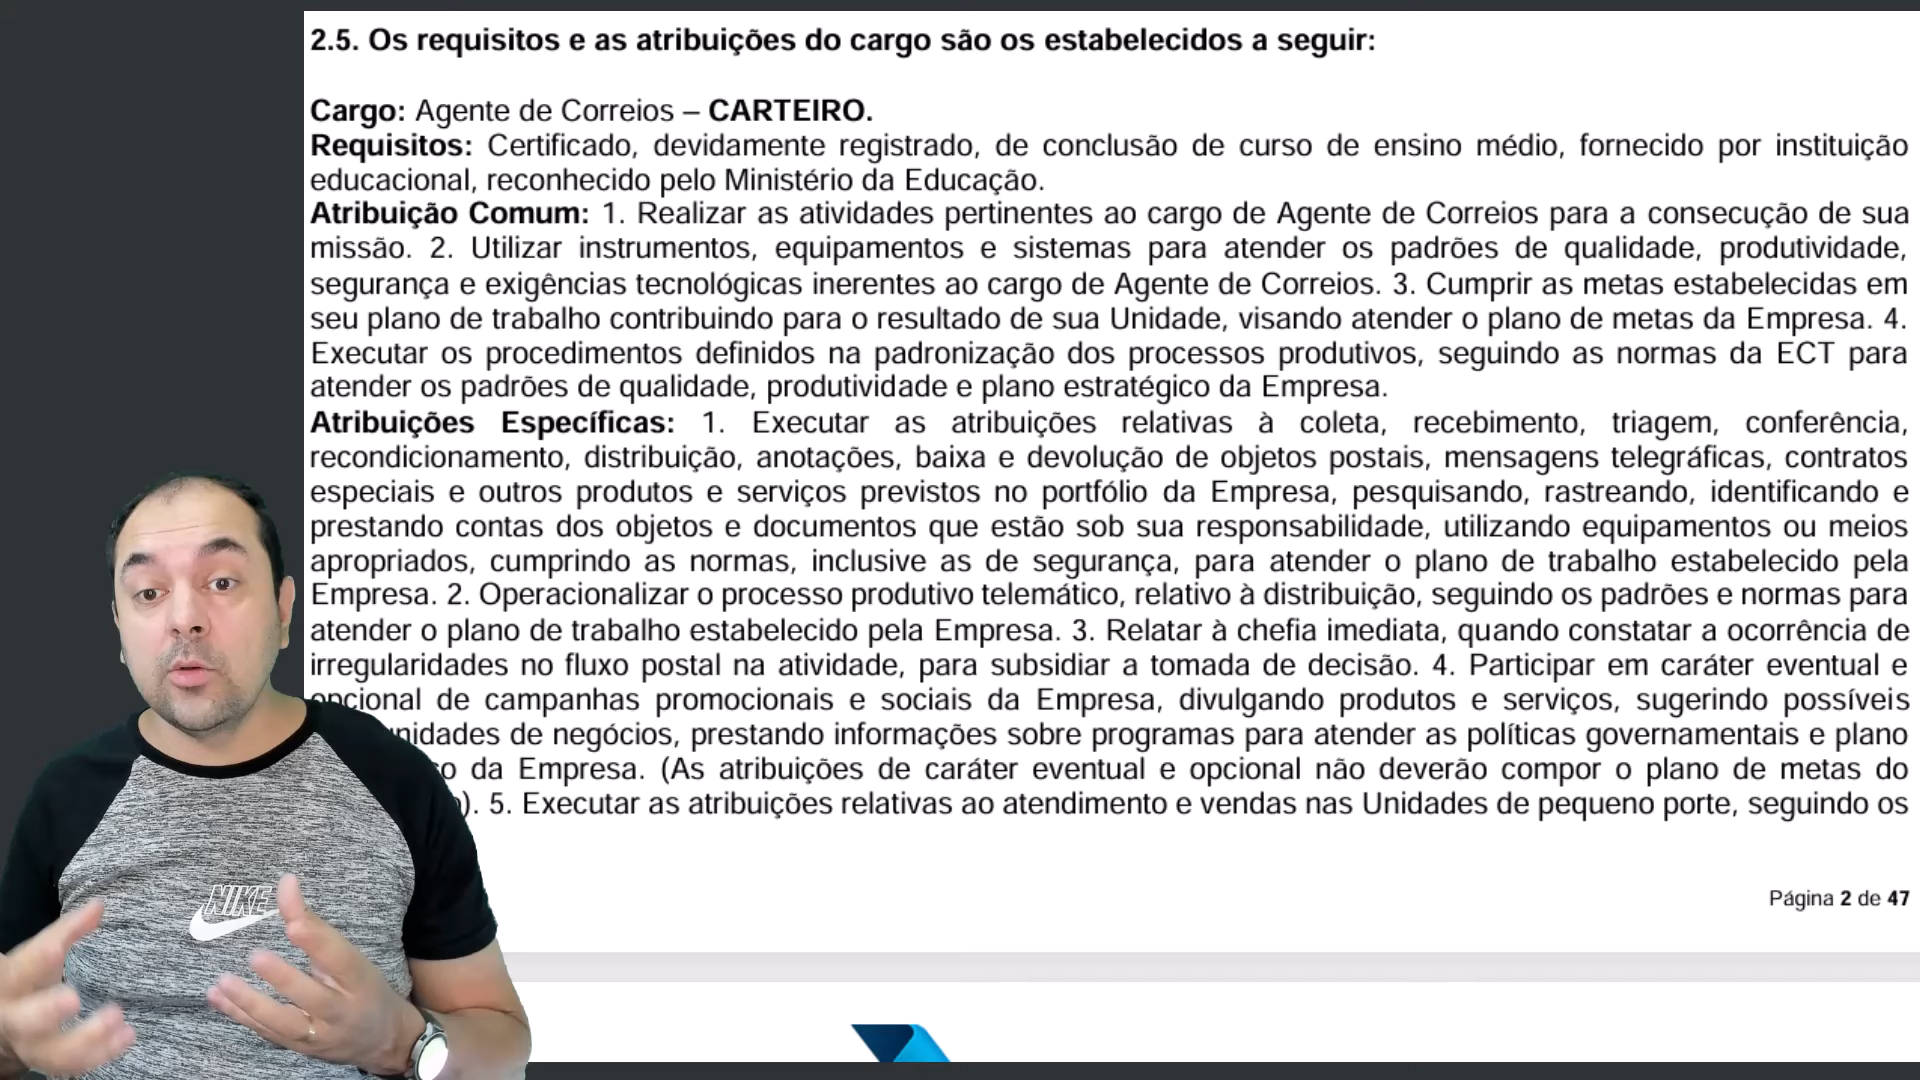 2.5. Os requisitos e as atribuições do cargo são os estabelecidos a seguir:
Cargo: Agente de Correios – CARTEIRO.
Requisitos: Certificado, devidamente registrado, de conclusão de curso de ensino médio, fornecido por instituição
educacional, reconhecido pelo Ministério da Educação.
Atribuição Comum: 1. Realizar as atividades pertinentes ao cargo de Agente de Correios para a consecução de sua
missão. 2. Utilizar instrumentos, equipamentos e sistemas para atender os padrões de qualidade, produtividade,
segurança e exigências tecnológicas inerentes ao cargo de Agente de Correios. 3. Cumprir as metas estabelecidas em
seu plano de trabalho contribuindo para o resultado de sua Unidade, visando atender o plano de metas da Empresa. 4.
Executar os procedimentos definidos na padronização dos processos produtivos, seguindo as normas da ECT para
atender os padrões de qualidade, produtividade e plano estratégico da Empresa.
Atribuições Específicas: 1. Executar as atribuições relativas à coleta, recebimento, triagem, conferência,
recondicionamento, distribuição, anotações, baixa e devolução de objetos postais, mensagens telegráficas, contratos
especiais e outros produtos e serviços previstos no portfólio da Empresa, pesquisando, rastreando, identificando e
prestando contas dos objetos e documentos que estão sob sua responsabilidade, utilizando equipamentos ou meios
apropriados, cumprindo as normas, inclusive as de segurança, para atender o plano de trabalho estabelecido pela
Empresa. 2. Operacionalizar o processo produtivo telemático, relativo à distribuição, seguindo os padrões e normas para
atender o plano de trabalho estabelecido pela Empresa. 3. Relatar à chefia imediata, quando constatar a ocorrência de
irregularidades no fluxo postal na atividade, para subsidiar a tomada de decisão. 4. Participar em caráter eventual e
opcional de campanhas promocionais e sociais da Empresa, divulgando produtos e serviços, sugerindo possíveis
de negócios, prestando informações sobre programas para atender as políticas governamentais e plano
da Empresa. (As atribuições de caráter eventual e opcional não deverão compor o plano de metas do
). 5. Executar as atribuições relativas ao atendimento e vendas nas Unidades de pequeno porte, seguindo os
NIKE
Página 2 de 47